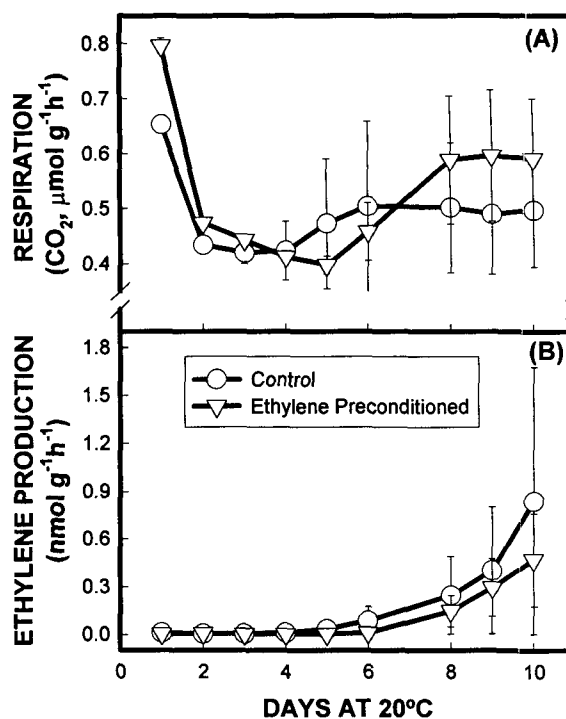 (A)
RESPIRATION
(CO₂, μmol g⁻¹h⁻¹)
0.8
0.7
0.6
0.5
0.4
(B)
ETHYLENE PRODUCTION
(nmol g⁻¹h⁻¹)
1.8
1.5
1.2
0.9
0.6
0.3
0.0
Control
Ethylene Preconditioned
0 2 4 6 8 10
DAYS AT 20ºC